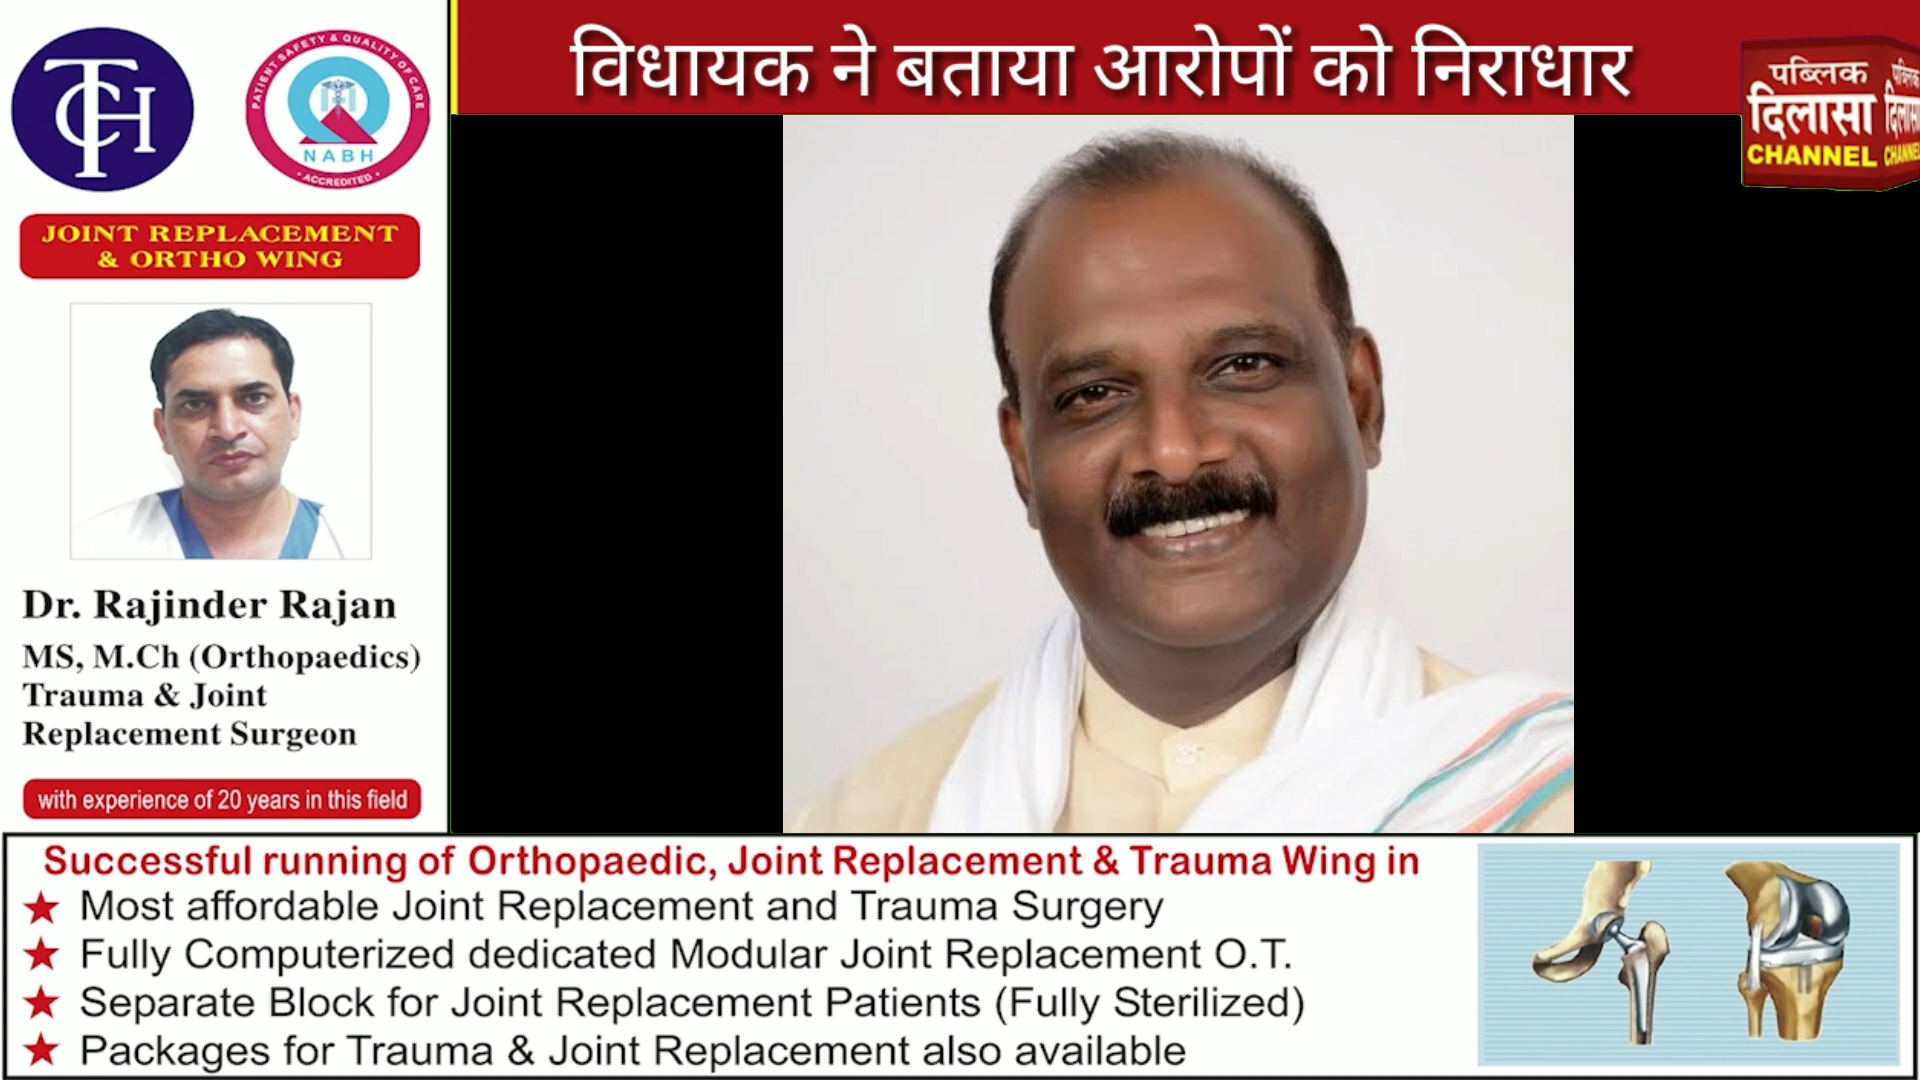 विधायक ने बताया आरोपों को निराधार
पब्लिक
दिलासा
CHANNEL
पब्लिक
दिलासा
CHANNEL
TCH
PATIENT SAFETY & QUALITY OF CARE
NABH
• ACCREDITED •
JOINT REPLACEMENT
& ORTHO WING
Dr. Rajinder Rajan
MS, M.Ch (Orthopaedics)
Trauma & Joint
Replacement Surgeon
with experience of 20 years in this field
Successful running of Orthopaedic, Joint Replacement & Trauma Wing in
★ Most affordable Joint Replacement and Trauma Surgery
★ Fully Computerized dedicated Modular Joint Replacement O.T.
★ Separate Block for Joint Replacement Patients (Fully Sterilized)
★ Packages for Trauma & Joint Replacement also available